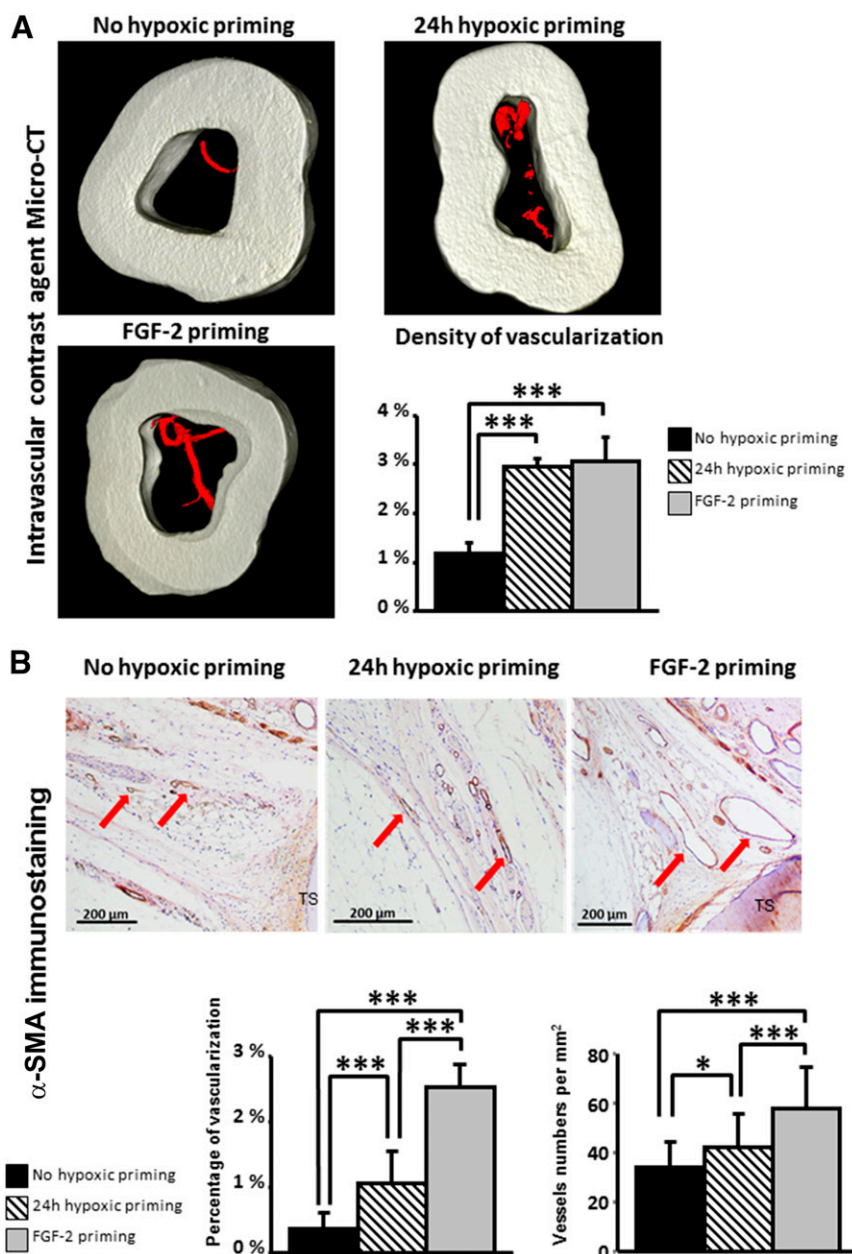 A
No hypoxic priming
24h hypoxic priming
Intravascular contrast agent Micro-CT
FGF-2 priming
Density of vascularization
***
***
4 %
3 %
2 %
1 %
0 %
No hypoxic priming
24h hypoxic priming
FGF-2 priming
B
No hypoxic priming
24h hypoxic priming
FGF-2 priming
α-SMA immunostaining
TS
200 µm
200 µm
200 µm
TS
Percentage of vascularization
***
***
***
3 %
2 %
1 %
0 %
Vessels numbers per mm²
***
***
*
80
60
40
20
0
No hypoxic priming
24h hypoxic priming
FGF-2 priming